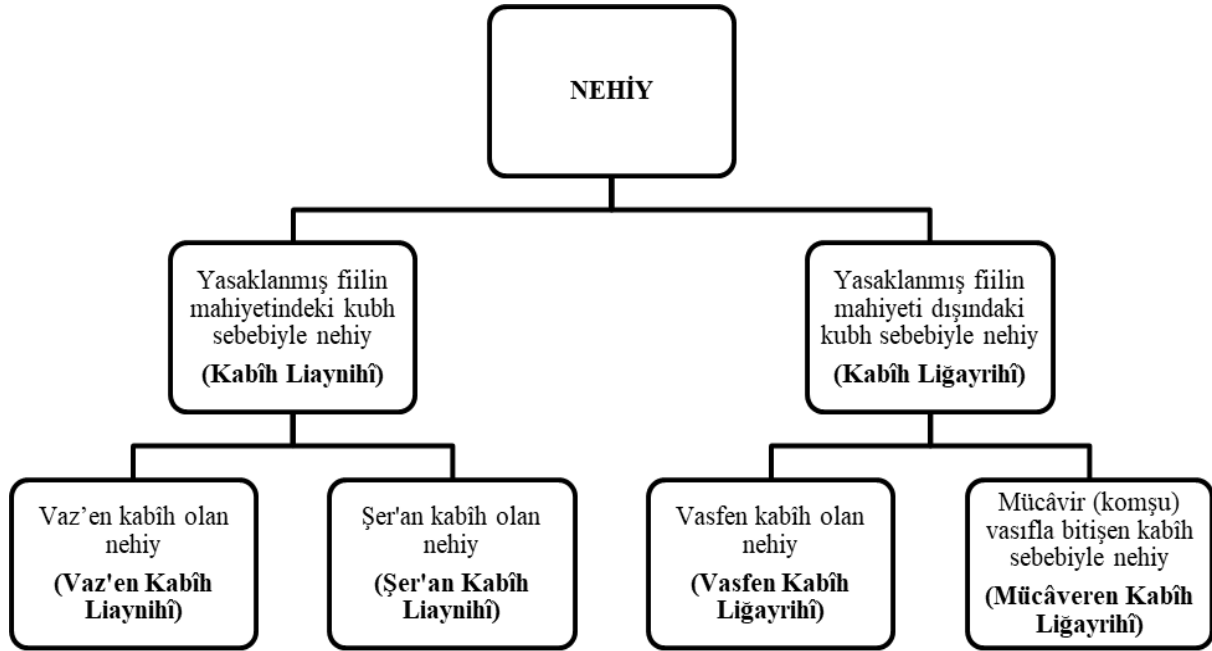 NEHİY
Yasaklanmış fiilin
mahiyetindeki kubh
sebebiyle nehiy
(Kabîh Liaynihî)
Yasaklanmış fiilin
mahiyeti dışındaki
kubh sebebiyle nehiy
(Kabîh Liğayrihî)
Vaz’en kabîh olan
nehiy
(Vaz'en Kabîh
Liaynihî)
Şer'an kabîh olan
nehiy
(Şer'an Kabîh
Liaynihî)
Vasfen kabîh olan
nehiy
(Vasfen Kabîh
Liğayrihî)
Mücâvir (komşu)
vasıfla bitişen kabîh
sebebiyle nehiy
(Mücâveren Kabîh
Liğayrihî)